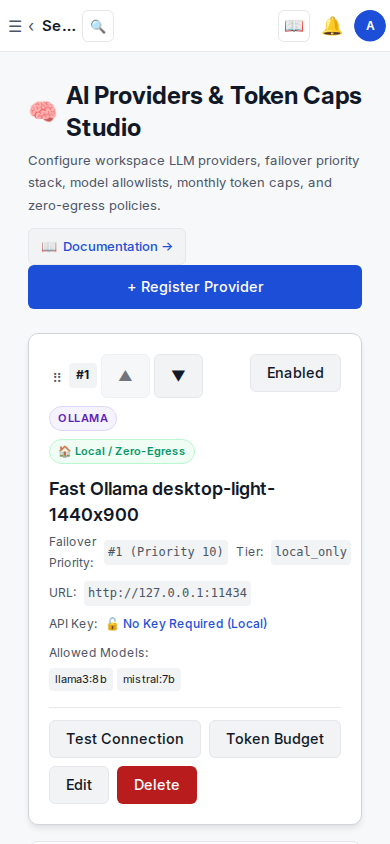 Se...
A
AI Providers & Token Caps
Studio
Configure workspace LLM providers, failover priority
stack, model allowlists, monthly token caps, and
zero-egress policies.
Documentation →
+ Register Provider
#1
Enabled
OLLAMA
Local / Zero-Egress
Fast Ollama desktop-light-
1440x900
Failover
Priority: #1 (Priority 10) Tier: local_only
URL: http://127.0.0.1:11434
API Key: No Key Required (Local)
Allowed Models:
llama3:8b mistral:7b
Test Connection Token Budget
Edit Delete